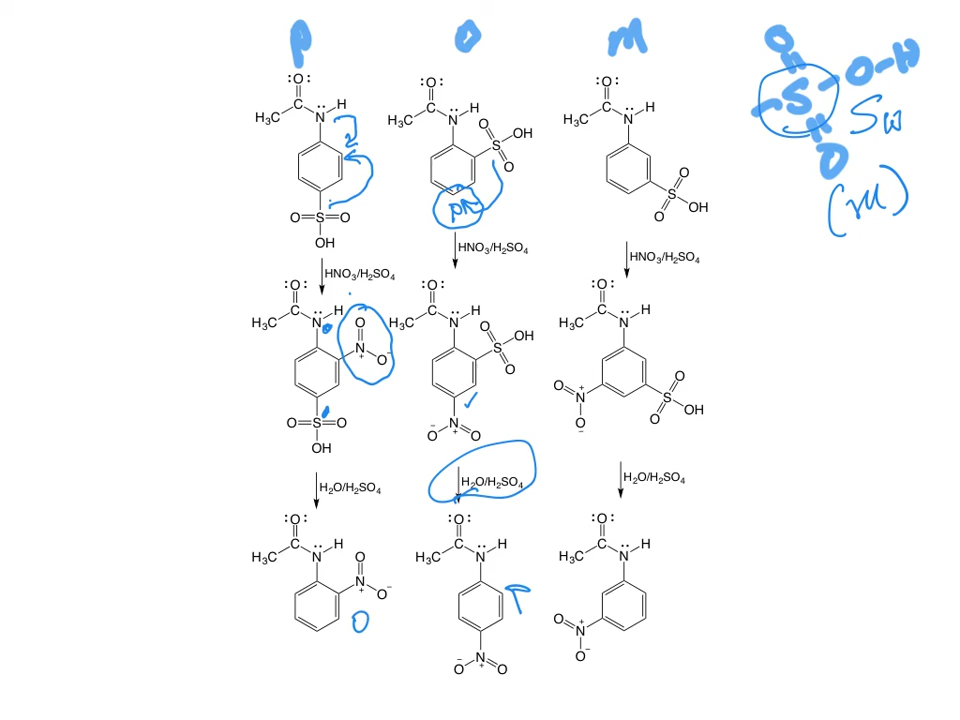 p o m
O
S O-H
O
SW
(M)
:O: :O: :O:
C H C H C H
H3C N H3C N O H3C N
S OH
O
O
O=S=O S OH
OH O
HNO3/H2SO4 HNO3/H2SO4 HNO3/H2SO4
:O: :O: :O:
C H O C H C H
H3C N N+ H3C N O H3C N
O- S OH
O
O=S=O O N+ O
OH O- S OH
-O N+ O O
H2O/H2SO4 H2O/H2SO4 H2O/H2SO4
:O: :O: :O:
C H C H C H
H3C N O H3C N H3C N
N+ O- O N+
O O-
-O N+ O